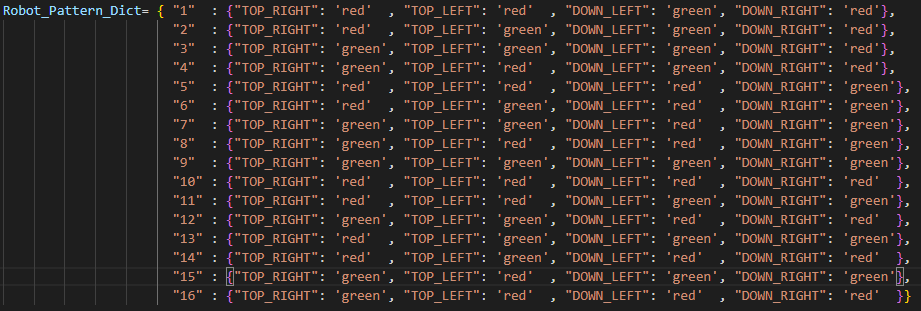 Robot_Pattern_Dict= { "1"  : {"TOP_RIGHT": 'red'  , "TOP_LEFT": 'red'  , "DOWN_LEFT": 'green', "DOWN_RIGHT": 'red'},
"2"  : {"TOP_RIGHT": 'red'  , "TOP_LEFT": 'green', "DOWN_LEFT": 'green', "DOWN_RIGHT": 'red'},
"3"  : {"TOP_RIGHT": 'green', "TOP_LEFT": 'green', "DOWN_LEFT": 'green', "DOWN_RIGHT": 'red'},
"4"  : {"TOP_RIGHT": 'green', "TOP_LEFT": 'red'  , "DOWN_LEFT": 'green', "DOWN_RIGHT": 'red'},
"5"  : {"TOP_RIGHT": 'red'  , "TOP_LEFT": 'red'  , "DOWN_LEFT": 'red'  , "DOWN_RIGHT": 'green'},
"6"  : {"TOP_RIGHT": 'red'  , "TOP_LEFT": 'green', "DOWN_LEFT": 'red'  , "DOWN_RIGHT": 'green'},
"7"  : {"TOP_RIGHT": 'green', "TOP_LEFT": 'green', "DOWN_LEFT": 'red'  , "DOWN_RIGHT": 'green'},
"8"  : {"TOP_RIGHT": 'green', "TOP_LEFT": 'red'  , "DOWN_LEFT": 'red'  , "DOWN_RIGHT": 'green'},
"9"  : {"TOP_RIGHT": 'green', "TOP_LEFT": 'green', "DOWN_LEFT": 'green', "DOWN_RIGHT": 'green'},
"10" : {"TOP_RIGHT": 'red'  , "TOP_LEFT": 'red'  , "DOWN_LEFT": 'red'  , "DOWN_RIGHT": 'red'  },
"11" : {"TOP_RIGHT": 'red'  , "TOP_LEFT": 'red'  , "DOWN_LEFT": 'green', "DOWN_RIGHT": 'green'},
"12" : {"TOP_RIGHT": 'green', "TOP_LEFT": 'green', "DOWN_LEFT": 'red'  , "DOWN_RIGHT": 'red'  },
"13" : {"TOP_RIGHT": 'red'  , "TOP_LEFT": 'green', "DOWN_LEFT": 'green', "DOWN_RIGHT": 'green'},
"14" : {"TOP_RIGHT": 'red'  , "TOP_LEFT": 'green', "DOWN_LEFT": 'red'  , "DOWN_RIGHT": 'red'  },
"15" : {"TOP_RIGHT": 'green', "TOP_LEFT": 'red'  , "DOWN_LEFT": 'green', "DOWN_RIGHT": 'green'},
"16" : {"TOP_RIGHT": 'green', "TOP_LEFT": 'red'  , "DOWN_LEFT": 'red'  , "DOWN_RIGHT": 'red'  }}